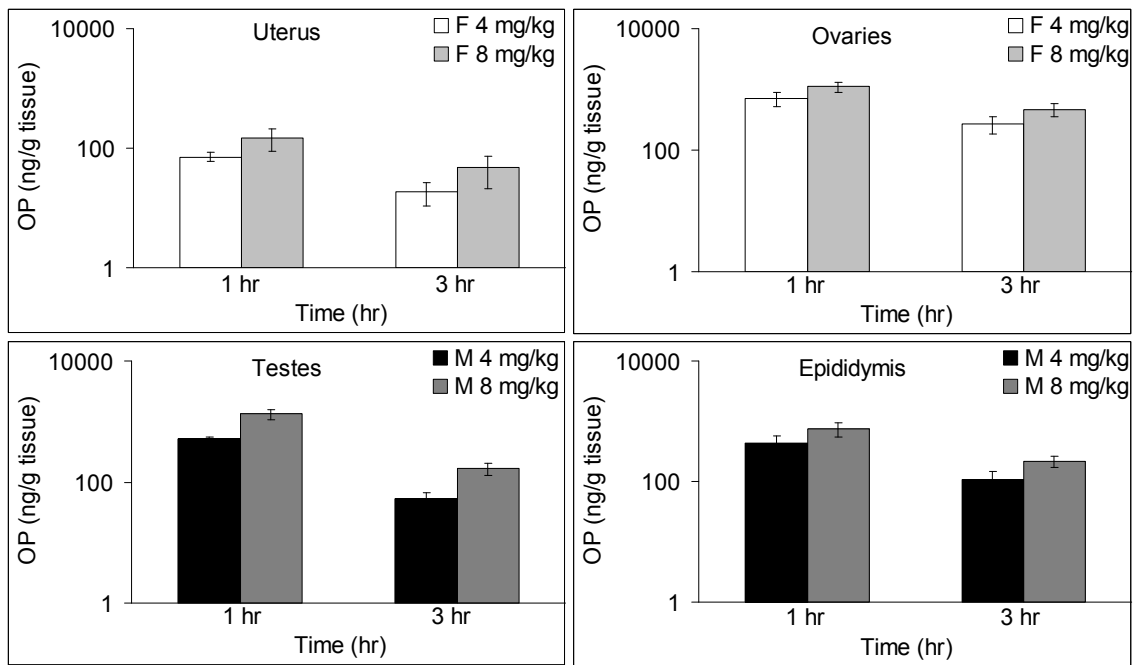 Uterus
F 4 mg/kg
F 8 mg/kg
OP (ng/g tissue)
10000
100
1
1 hr
3 hr
Time (hr)
Ovaries
F 4 mg/kg
F 8 mg/kg
OP (ng/g tissue)
10000
100
1
1 hr
3 hr
Time (hr)
Testes
M 4 mg/kg
M 8 mg/kg
OP (ng/g tissue)
10000
100
1
1 hr
3 hr
Time (hr)
Epididymis
M 4 mg/kg
M 8 mg/kg
OP (ng/g tissue)
10000
100
1
1 hr
3 hr
Time (hr)